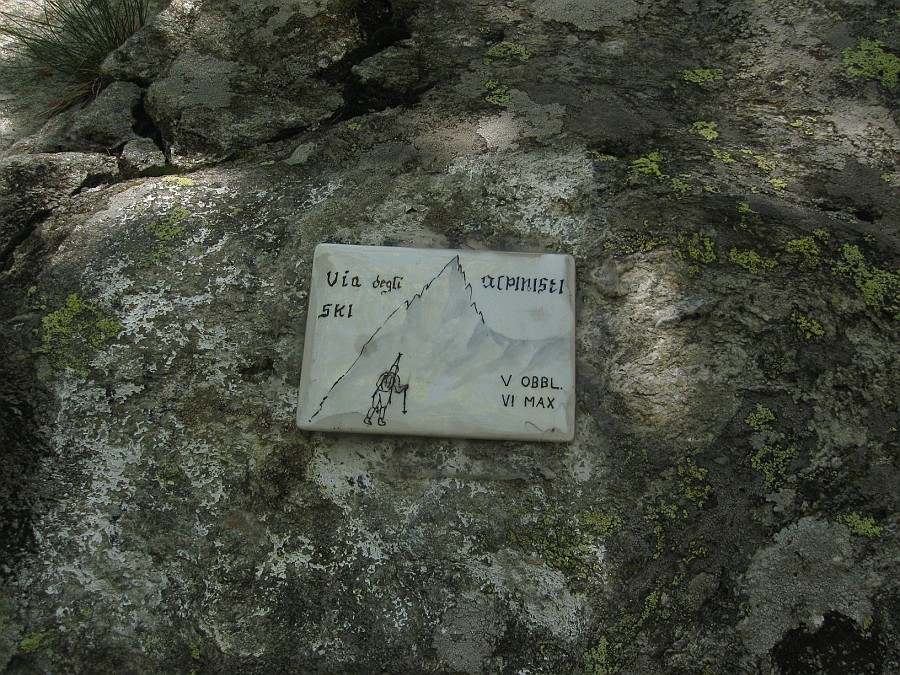 Via degli ALPINISTI
SKI
V OBBL.
VI MAX